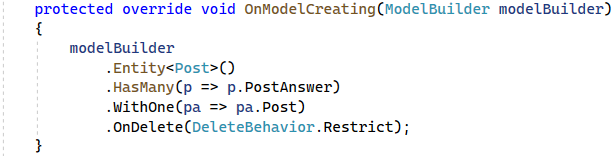 protected override void OnModelCreating(ModelBuilder modelBuilder)
{
modelBuilder
.Entity<Post>()
.HasMany(p => p.PostAnswer)
.WithOne(pa => pa.Post)
.OnDelete(DeleteBehavior.Restrict);
}